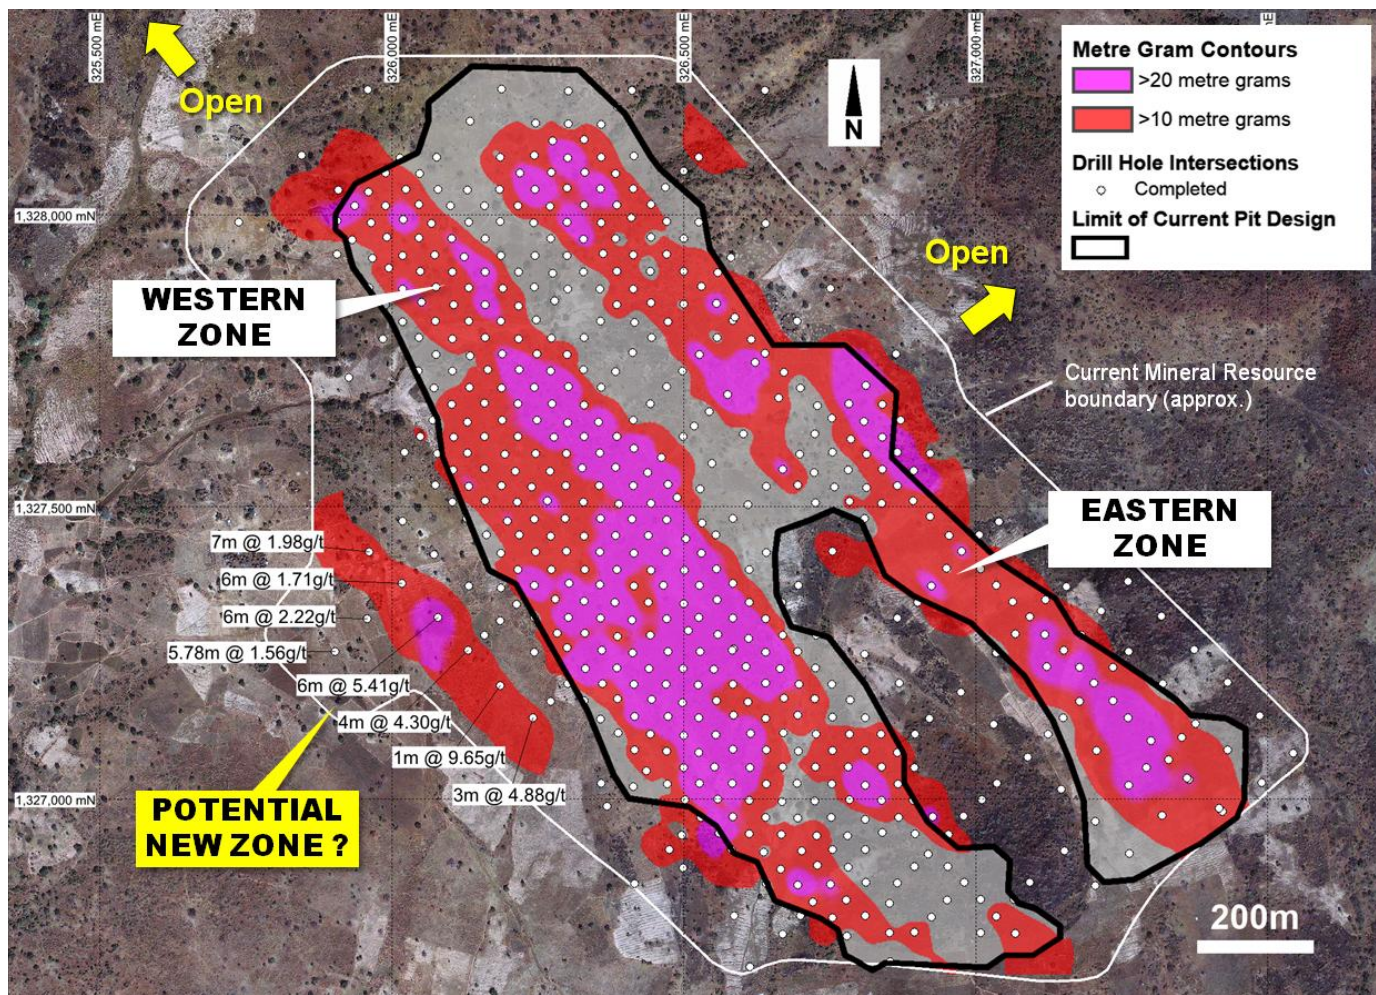 325,500 mE
326,000 mE
326,500 mE
327,000 mE
Open
N
Metre Gram Contours
>20 metre grams
>10 metre grams
Drill Hole Intersections
Completed
Limit of Current Pit Design
1,328,000 mN
Open
WESTERN
ZONE
Current Mineral Resource
boundary (approx.)
1,327,500 mN
EASTERN
ZONE
7m @ 1.98g/t
6m @ 1.71g/t
6m @ 2.22g/t
5.78m @ 1.56g/t
6m @ 5.41g/t
4m @ 4.30g/t
1m @ 9.65g/t
3m @ 4.88g/t
1,327,000 mN
POTENTIAL
NEW ZONE ?
200m